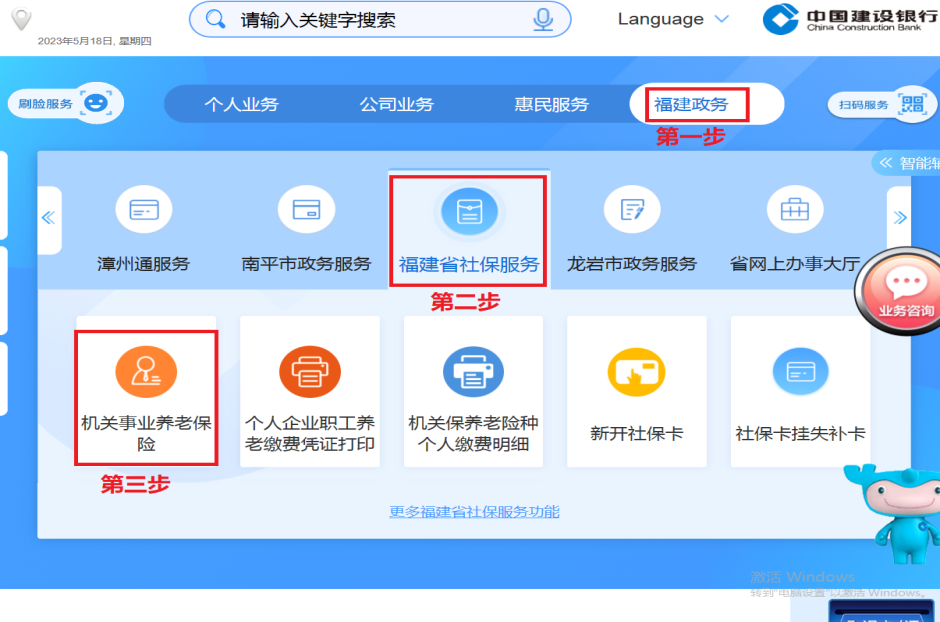 请输入关键字搜索
Language
中国建设银行
China Construction Bank
2023年5月18日, 星期四
刷脸服务
个人业务
公司业务
惠民服务
福建政务
扫码服务
第一步
智能辅
漳州通服务
南平市政务服务
福建省社保服务
龙岩市政务服务
省网上办事大厅
第二步
业务咨询
机关事业养老保
险
个人企业职工养
老缴费凭证打印
机关保养老险种
个人缴费明细
新开社保卡
社保卡挂失补卡
第三步
更多福建省社保服务功能
激活 Windows
转到"电脑设置"以激活 Windows。